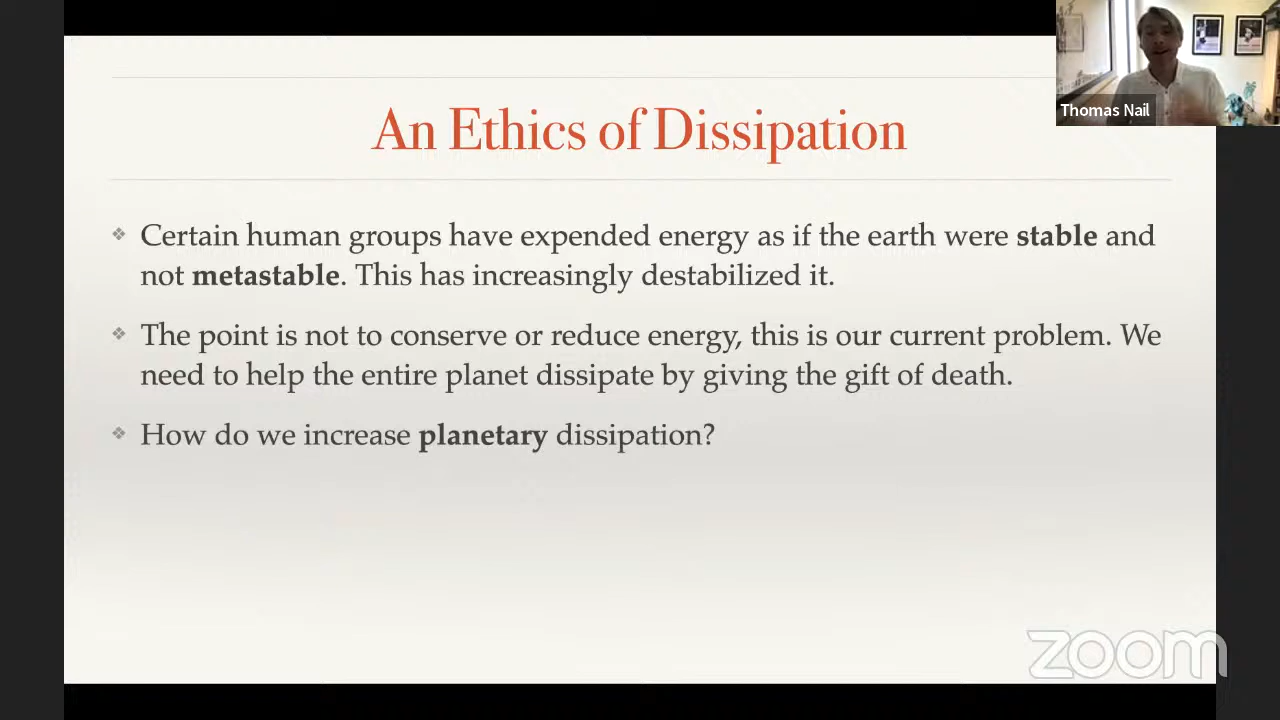 Thomas Nail
An Ethics of Dissipation
❖ Certain human groups have expended energy as if the earth were stable and
not metastable. This has increasingly destabilized it.
❖ The point is not to conserve or reduce energy, this is our current problem. We
need to help the entire planet dissipate by giving the gift of death.
❖ How do we increase planetary dissipation?
zoom